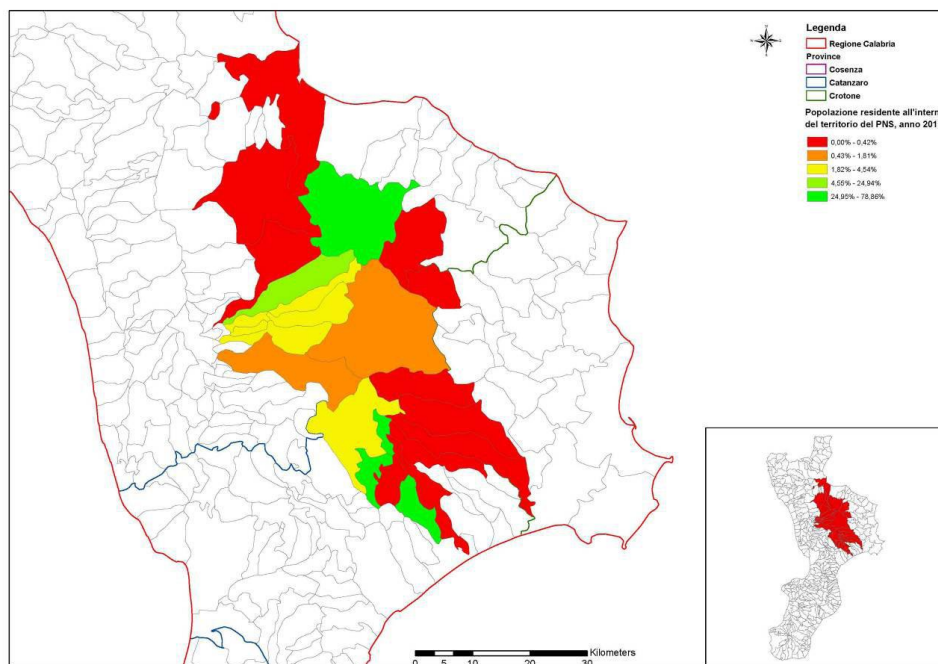 Legenda
Regione Calabria
Province
Cosenza
Catanzaro
Crotone
Popolazione residente all'interno
del territorio del PNS, anno 201
0,00% - 0,42%
0,43% - 1,81%
1,82% - 4,54%
4,55% - 24,94%
24,95% - 78,86%
Kilometers
0 5 10 20 30